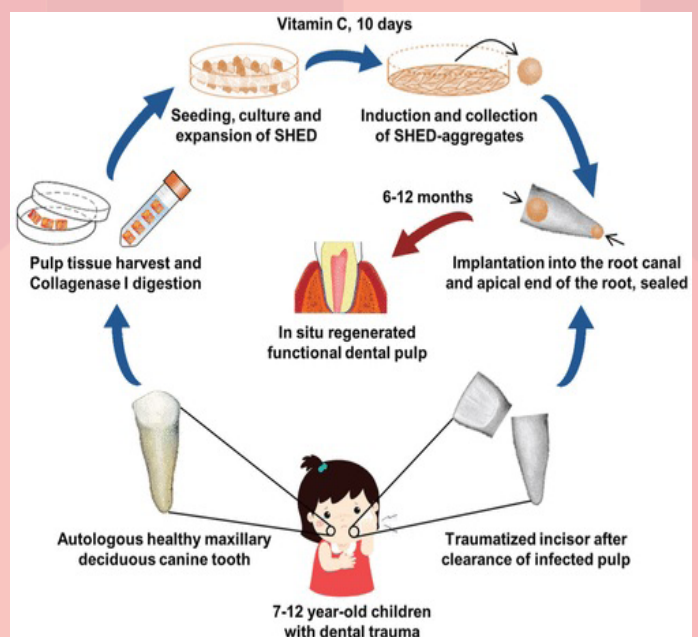 Vitamin C, 10 days
Seeding, culture and
expansion of SHED
Induction and collection
of SHED-aggregates
6-12 months
Pulp tissue harvest and
Collagenase I digestion
Implantation into the root canal
and apical end of the root, sealed
In situ regenerated
functional dental pulp
Autologous healthy maxillary
deciduous canine tooth
Traumatized incisor after
clearance of infected pulp
7-12 year-old children
with dental trauma